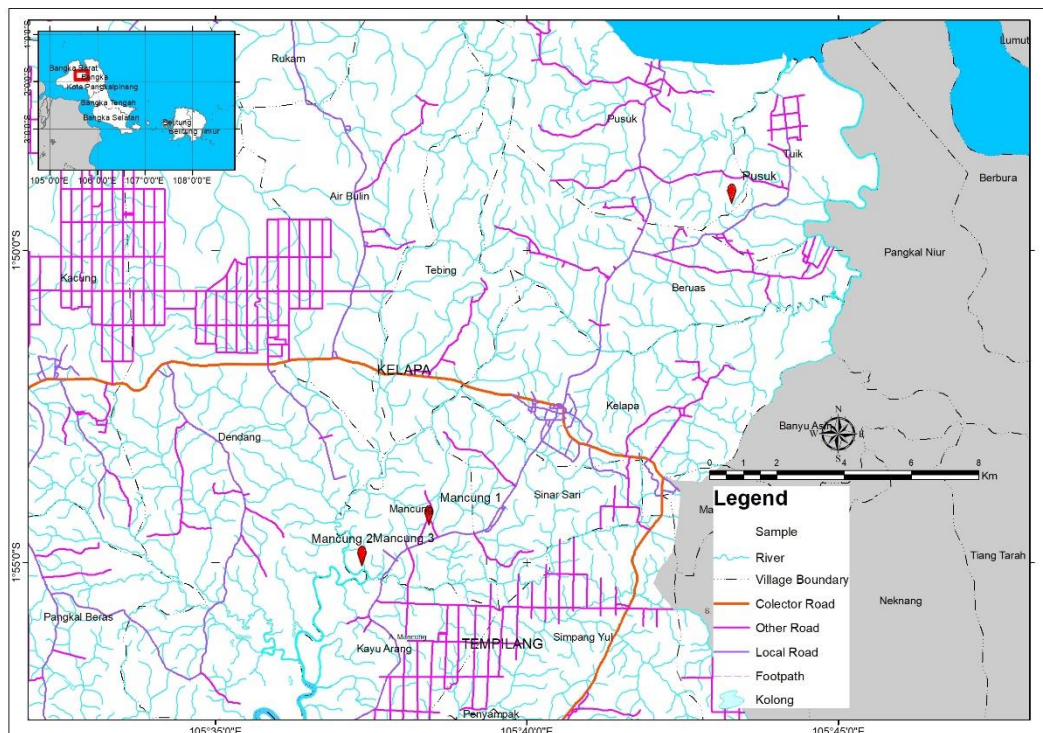 Bangka Barat
Bangka
Kota Pangkalpinang
Bangka Tengah
Bangka Selatan
Belitung
Belitung Timur
105°0'0"E 106°0'0"E 107°0'0"E 108°0'0"E
Rukam
Lumut
Pusuk
Tuik
Berbura
Pusuk
Air Bulin
1°50'0"S
Pangkal Niur
Tebing
Kacung
Beruas
KELAPA
Kelapa
Dendang
Banyu Asin
N
W E
S
0 2 4 6 8
Km
Mancung 1
Sinar Sari
Mancung
Mancung 2 Mancung 3
1°55'0"S
Tiang Tarah
Neknang
Pangkal Beras
A. Mancung
Kayu Arang
TEMPILANG
Simpang Yul
Penyampak
Legend
Sample
River
Village Boundary
Colector Road
Other Road
Local Road
Footpath
Kolong
105°35'0"E 105°40'0"E 105°45'0"E